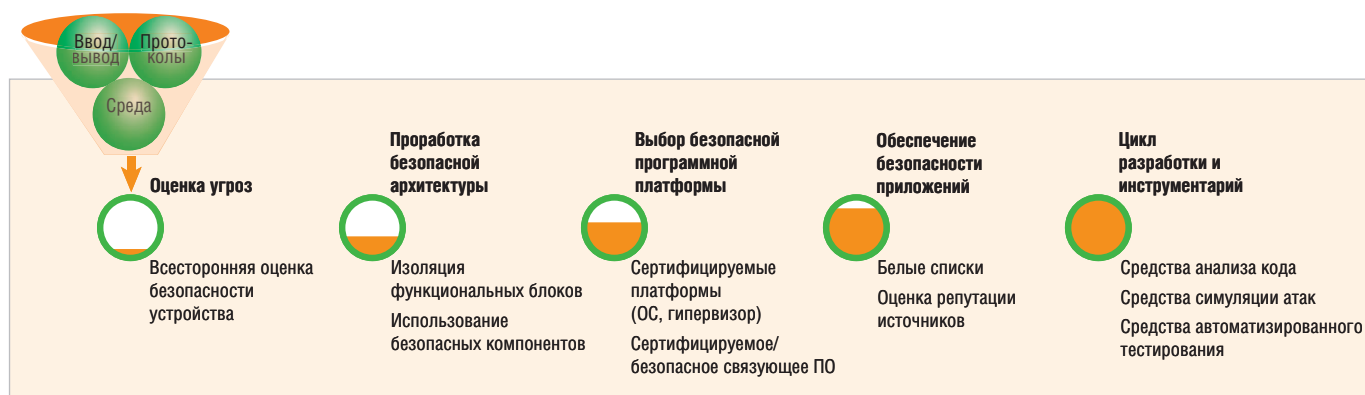 Ввод/
вывод
Прото-
колы
Среда
Оценка угроз
Всесторонняя оценка
безопасности
устройства
Проработка
безопасной
архитектуры
Изоляция
функциональных блоков
Использование
безопасных компонентов
Выбор безопасной
программной
платформы
Сертифицируемые
платформы
(ОС, гипервизор)
Сертифицируемое/
безопасное связующее ПО
Обеспечение
безопасности
приложений
Белые списки
Оценка репутации
источников
Цикл
разработки и
инструментарий
Средства анализа кода
Средства симуляции атак
Средства автоматизированного
тестирования